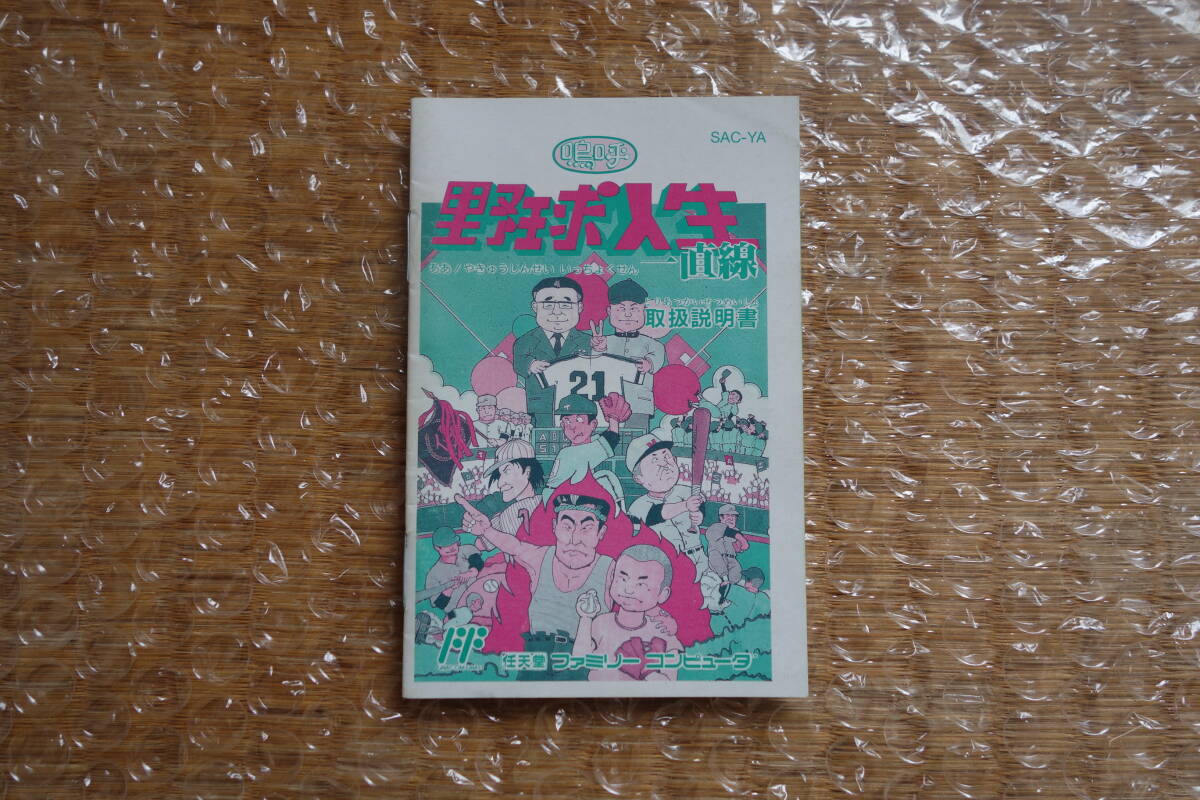 SAC-YA
嗚呼
野球人生
一直線
ああ!やきゅうじんせい いっちょくせん
とりあつかいせつめいしょ
取扱説明書
21
任天堂 ファミリー コンピュータ